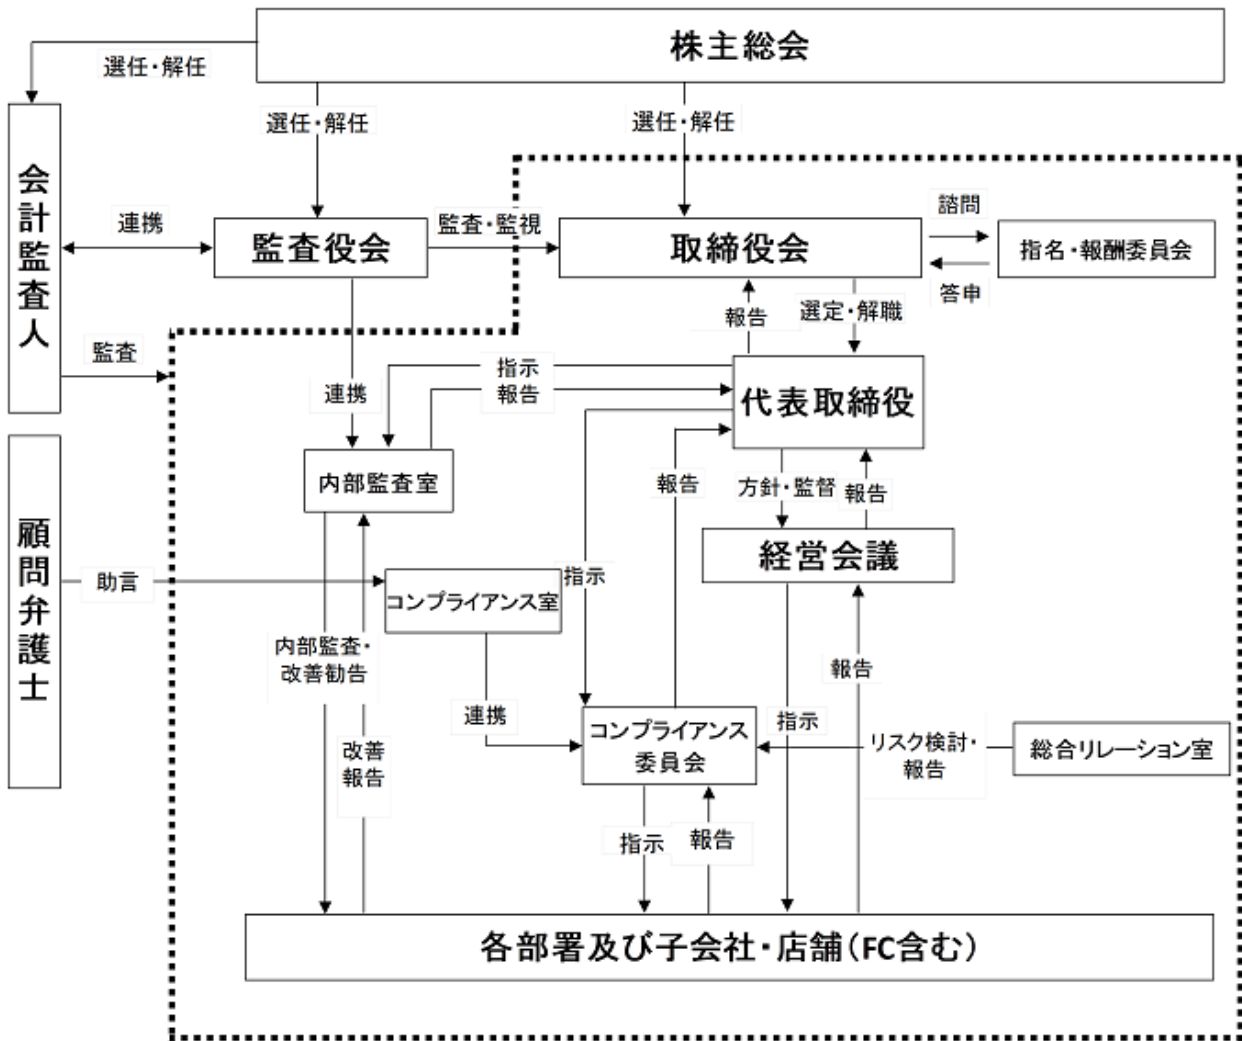 株主総会
選任・解任
選任・解任
選任・解任
会計監査人
連携
監査役会
監査・監視
取締役会
諮問
答申
指名・報酬委員会
監査
連携
指示
報告
報告
選定・解職
代表取締役
内部監査室
報告
方針・監督
報告
経営会議
顧問弁護士
助言
コンプライアンス室
指示
内部監査・
改善勧告
改善
報告
連携
コンプライアンス
委員会
指示
報告
リスク検討・
報告
総合リレーション室
指示
報告
各部署及び子会社・店舗(FC含む)